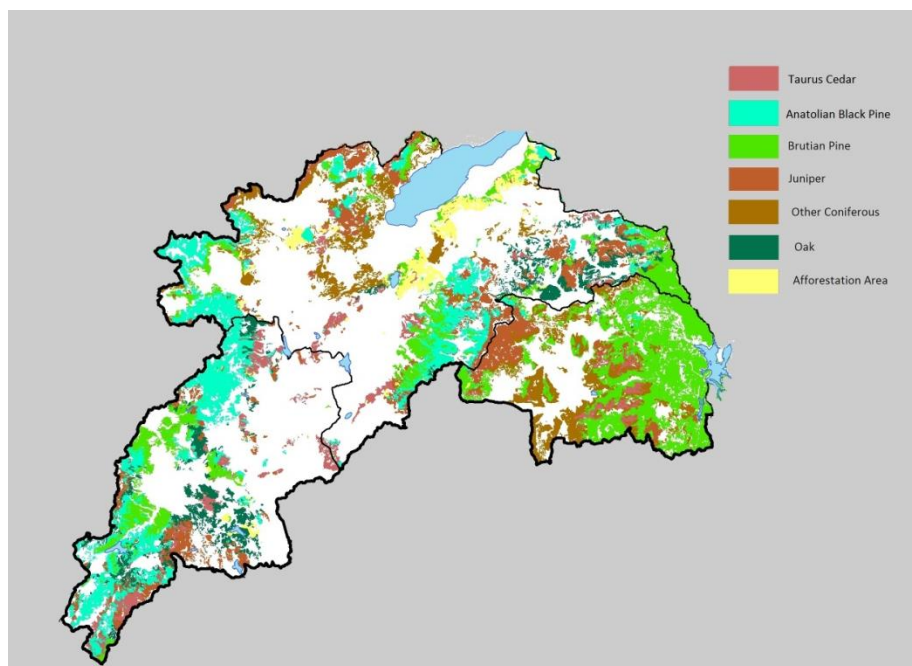 Taurus Cedar
Anatolian Black Pine
Brutian Pine
Juniper
Other Coniferous
Oak
Afforestation Area